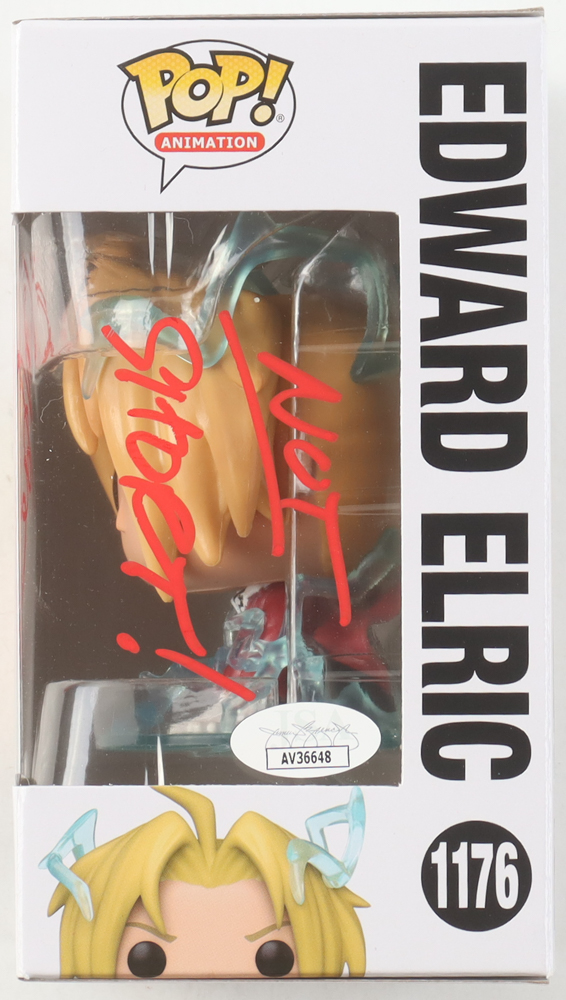 POP!®
ANIMATION
EDWARD ELRIC
NOT
SHORT!
AV36648
1176